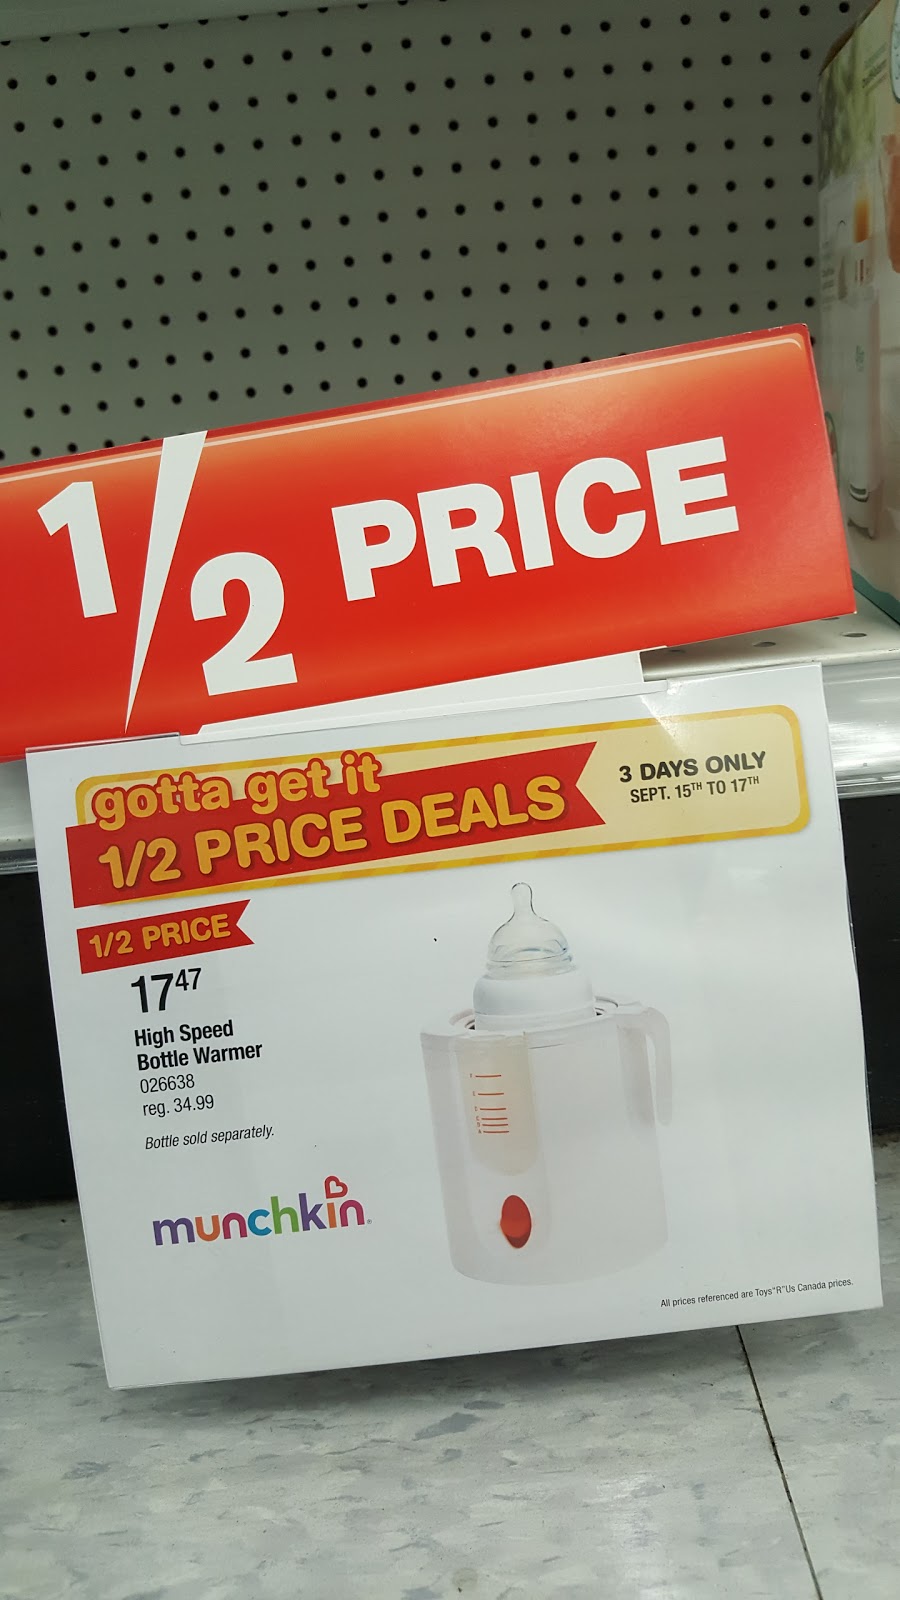 1/2 PRICE
gotta get it
1/2 PRICE DEALS
3 DAYS ONLY
SEPT. 15TH TO 17TH
1/2 PRICE
1747
High Speed
Bottle Warmer
026638
reg. 34.99
Bottle sold separately.
munchkin®
All prices referenced are Toys"R"Us Canada prices.